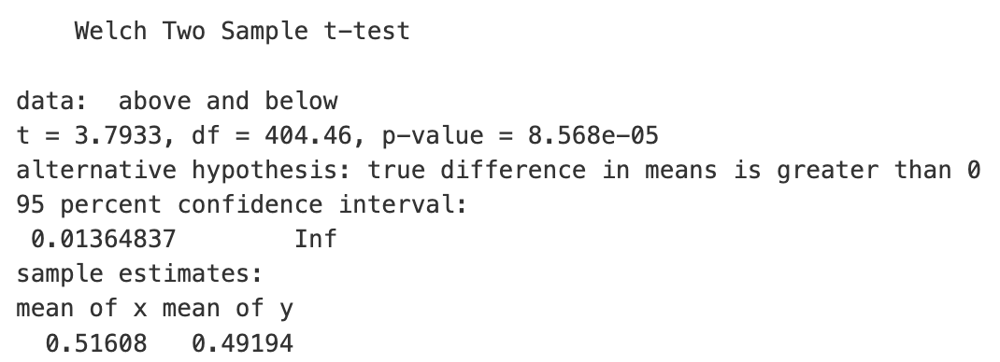 Welch Two Sample t-test
data:  above and below
t = 3.7933, df = 404.46, p-value = 8.568e-05
alternative hypothesis: true difference in means is greater than 0
95 percent confidence interval:
 0.01364837        Inf
sample estimates:
mean of x mean of y
  0.51608   0.49194